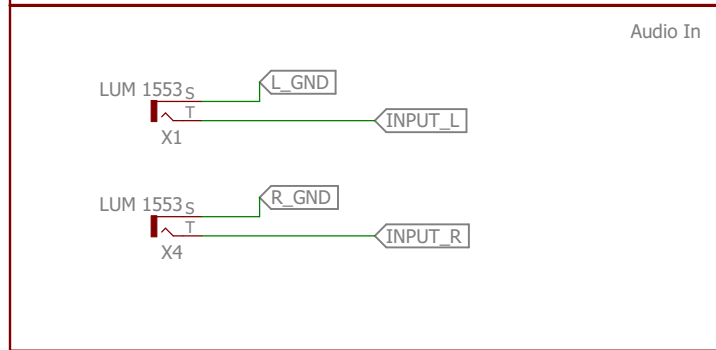 Audio In
LUM 1553
S
L_GND
T
INPUT_L
X1
LUM 1553
S
R_GND
T
INPUT_R
X4